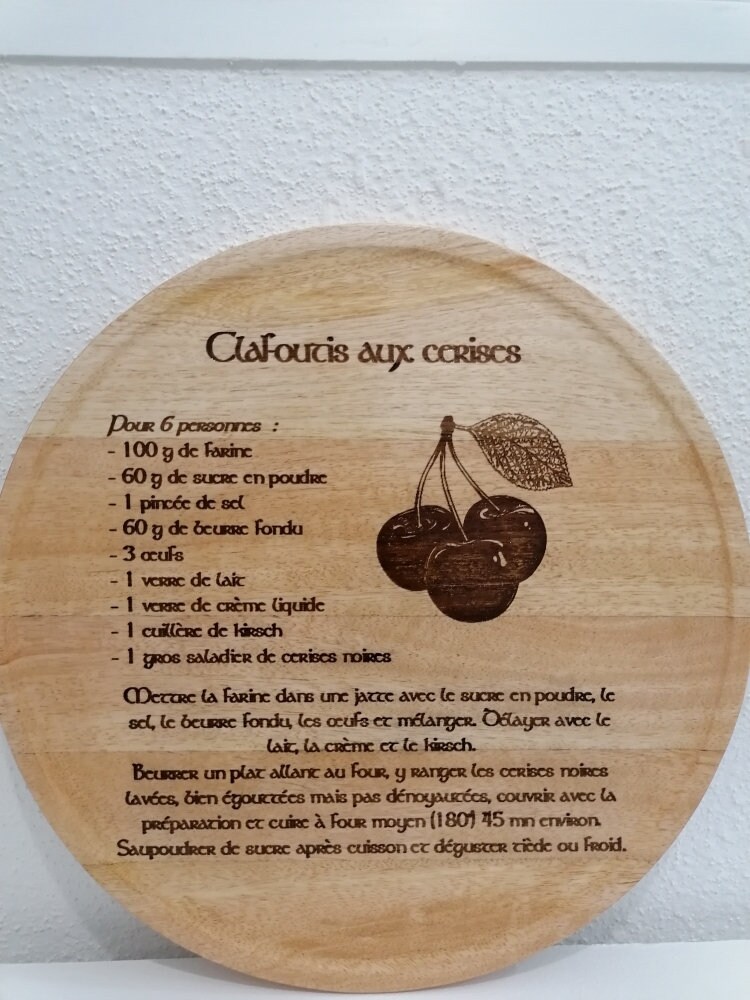 Clafoutis aux cerises
Pour 6 personnes :
- 100 g de farine
- 60 g de sucre en poudre
- 1 pincée de sel
- 60 g de beurre fondu
- 3 œufs
- 1 verre de lait
- 1 verre de crème liquide
- 1 cuillère de kirsch
- 1 gros saladier de cerises noires
Mettre la farine dans une jatte avec le sucre en poudre, le
sel, le beurre fondu, les œufs et mélanger. Délayer avec le
lait, la crème et le kirsch.
Beurrer un plat allant au four, y ranger les cerises noires
lavées, bien égouttées mais pas dénoyautées, couvrir avec la
préparation et cuire à four moyen (180°) 45 mn environ.
Saupoudrer de sucre après cuisson et déguster tiède ou froid.